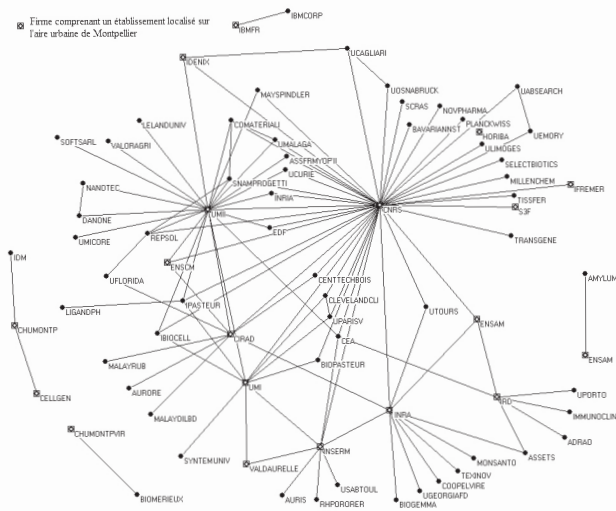 Firme comprenant un établissement localisé sur
l'aire urbaine de Montpellier
IBMCORP
IBMFR
UCAGLIARI
IDENIX
MAYSPINDLER
UOSNABRUCK
UABSEARCH
SCRAS
NOVPHARMA
LELANDUNIV
COMATERIALI
BAVARIANNST
PLANCKWISS
HORIBA
UEMORY
SOFTSARL
VALORAGRI
UMALAGA
ULIMOGES
ASSFRMYOPII
SELECTBIOTICS
UCURIE
NANDTEC
SNAMPROGETTI
MILLENCHEM
IFREMER
INRIA
TISSFER
DANONE
UMII
CNRS
S3F
UMICORE
REPSOL
EDF
TRANSGENE
IDM
ENSCM
UFLORIDA
CENTTECHBOIS
AMYLUM
LIGANDPH
IPASTEUR
CLEVELANDCLI
UTOURS
CHUMONTP
UPARISV
ENSAM
IBIOCELL
CIRAD
CEA
ENSAM
MALAYRUB
BIOPASTEUR
CELLGEN
AURORE
UMI
IRD
UPORTO
MALAYOILBD
INRA
IMMUNOCLIN
CHUMONTPVIR
ADRAD
SYNTEMUNIV
VALDAURELLE
INSERM
MONSANTO
ASSETS
TEXINOV
BIOMERIEUX
AURIS
USABTOUL
COOPELVIRE
RHPORORER
UGEORGIAFD
BIOGEMMA